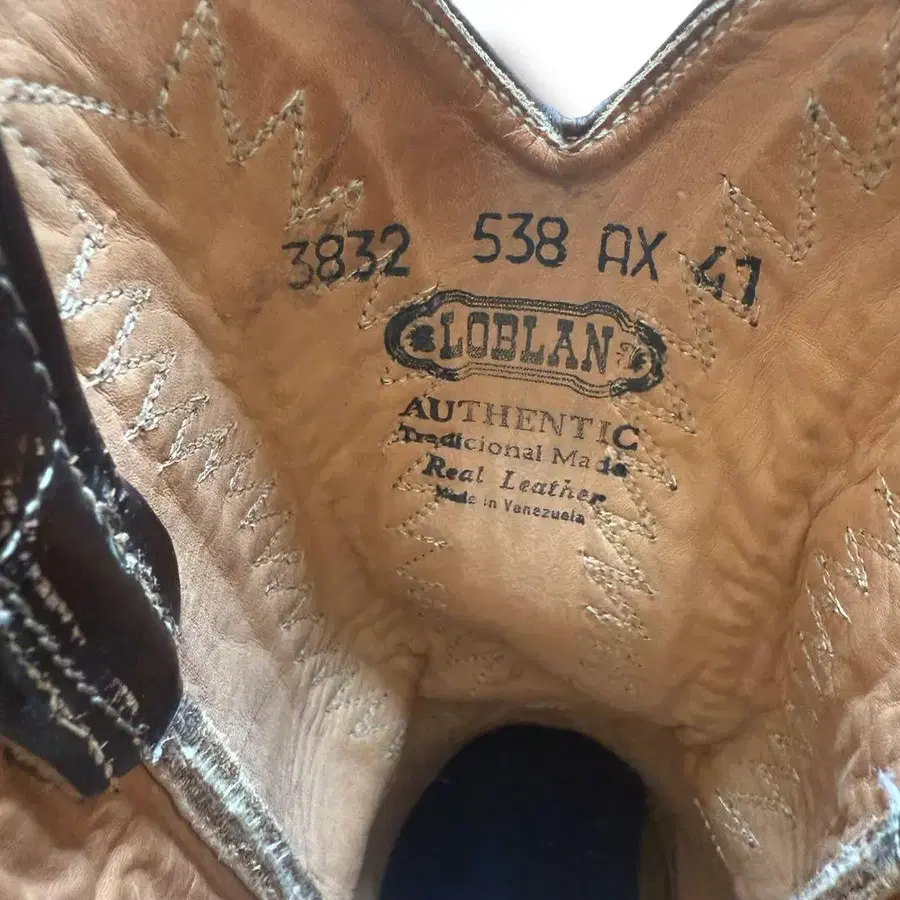 3832 538 AX 41
LOBLAN
AUTHENTIC
Tradicional Made
Real Leather
Made in Venezuela